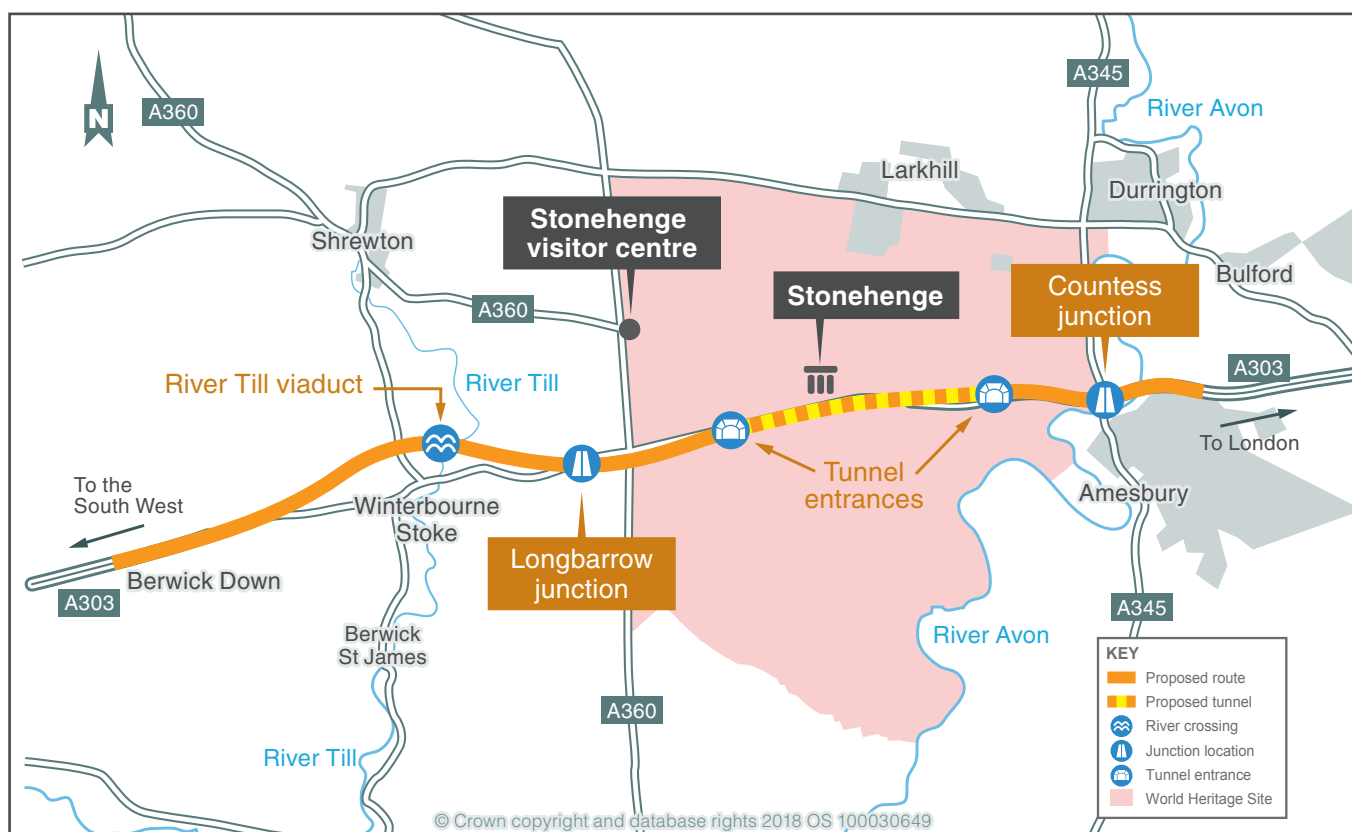 N
A360
A345
River Avon
Larkhill
Durrington
Shrewton
Stonehenge
visitor centre
Bulford
Stonehenge
Countess
junction
A360
River Till viaduct
River Till
A303
To London
To the
South West
Tunnel
entrances
Amesbury
Winterbourne
Stoke
Longbarrow
junction
Berwick Down
A303
A345
Berwick
St James
River Avon
A360
River Till
KEY
Proposed route
Proposed tunnel
River crossing
Junction location
Tunnel entrance
World Heritage Site
© Crown copyright and database rights 2018 OS 100030649